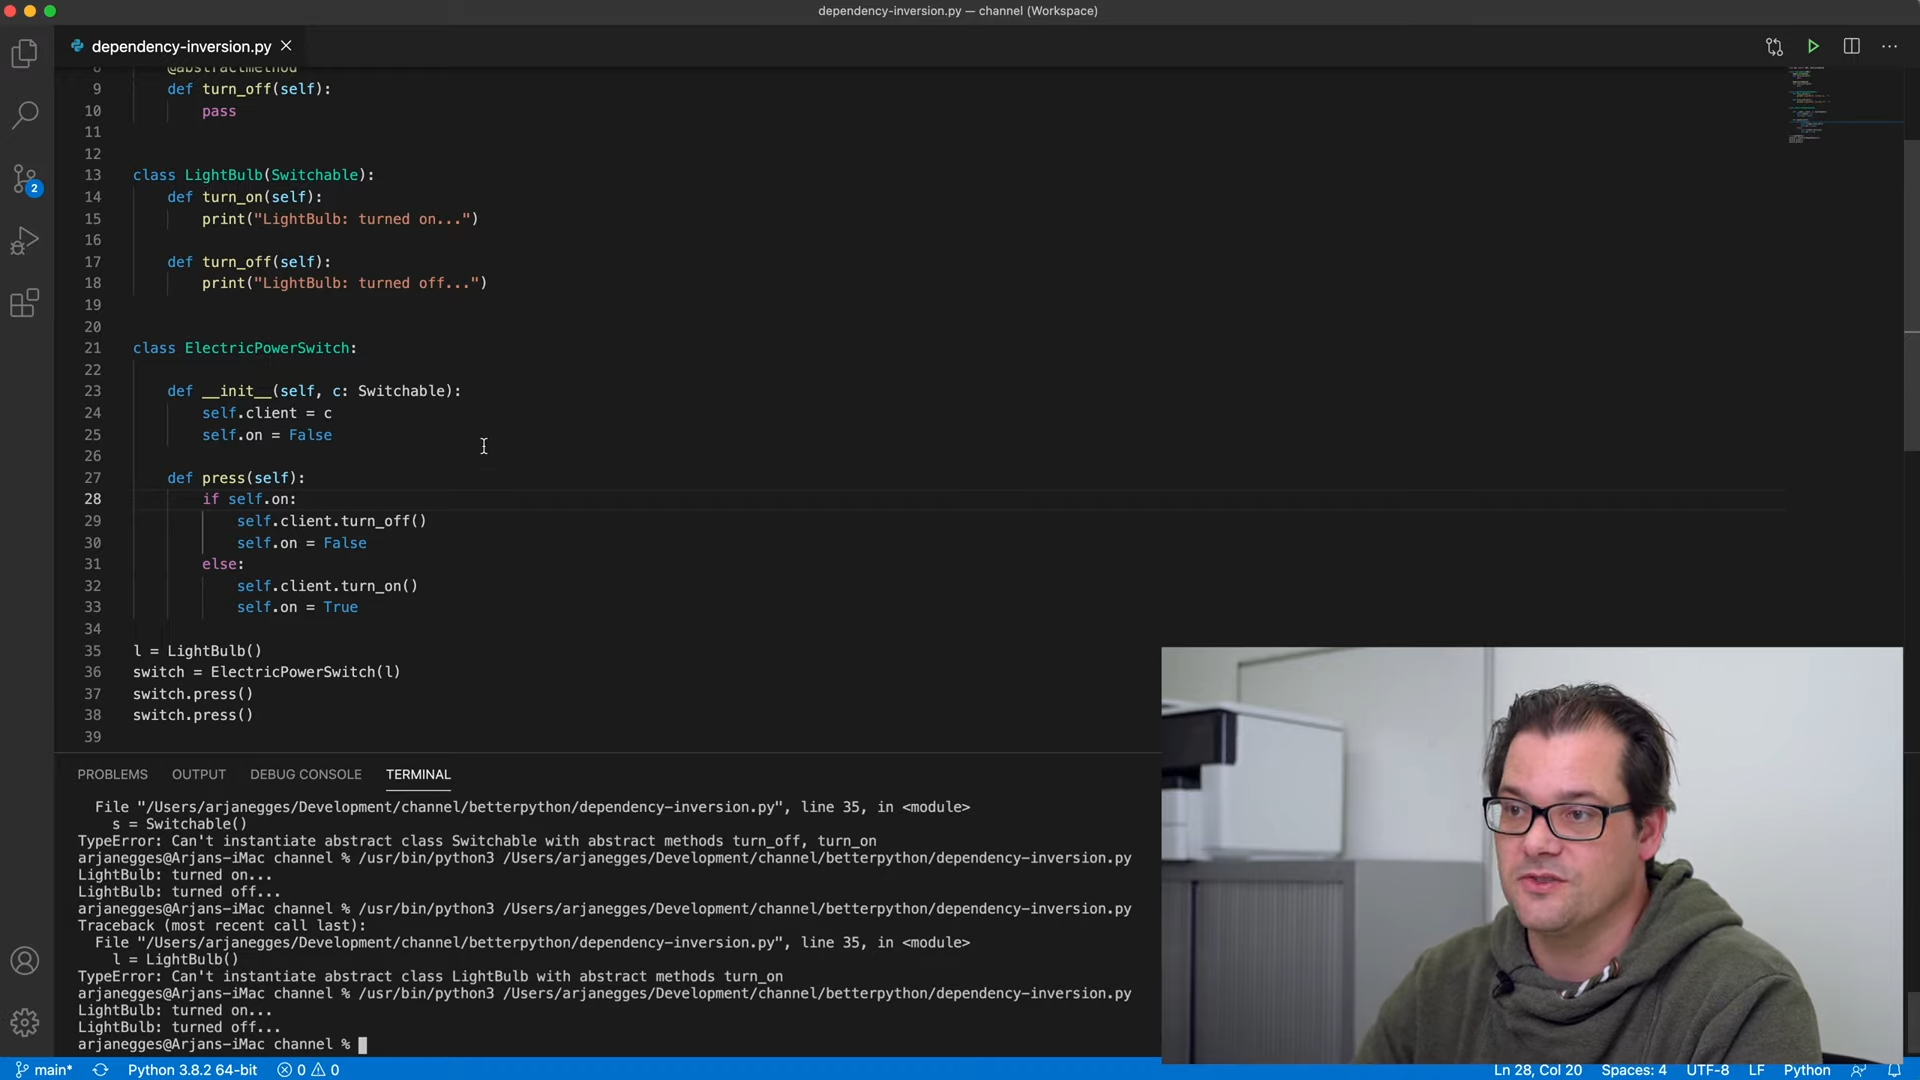 dependency-inversion.py — channel (Workspace)
dependency-inversion.py
8 @abstractmethod
9 def turn_off(self):
10 pass
11
12
13 class LightBulb(Switchable):
14 def turn_on(self):
15 print("LightBulb: turned on...")
16
17 def turn_off(self):
18 print("LightBulb: turned off...")
19
20
21 class ElectricPowerSwitch:
22
23 def __init__(self, c: Switchable):
24 self.client = c
25 self.on = False
26
27 def press(self):
28 if self.on:
29 self.client.turn_off()
30 self.on = False
31 else:
32 self.client.turn_on()
33 self.on = True
34
35 l = LightBulb()
36 switch = ElectricPowerSwitch(l)
37 switch.press()
38 switch.press()
39
2
PROBLEMS OUTPUT DEBUG CONSOLE TERMINAL
File "/Users/arjanegges/Development/channel/betterpython/dependency-inversion.py", line 35, in <module>
s = Switchable()
TypeError: Can't instantiate abstract class Switchable with abstract methods turn_off, turn_on
arjanegges@Arjans-iMac channel % /usr/bin/python3 /Users/arjanegges/Development/channel/betterpython/dependency-inversion.py
LightBulb: turned on...
LightBulb: turned off...
arjanegges@Arjans-iMac channel % /usr/bin/python3 /Users/arjanegges/Development/channel/betterpython/dependency-inversion.py
Traceback (most recent call last):
File "/Users/arjanegges/Development/channel/betterpython/dependency-inversion.py", line 35, in <module>
l = LightBulb()
TypeError: Can't instantiate abstract class LightBulb with abstract methods turn_on
arjanegges@Arjans-iMac channel % /usr/bin/python3 /Users/arjanegges/Development/channel/betterpython/dependency-inversion.py
LightBulb: turned on...
LightBulb: turned off...
arjanegges@Arjans-iMac channel %
main* Python 3.8.2 64-bit 0 0 Ln 28, Col 20 Spaces: 4 UTF-8 LF Python